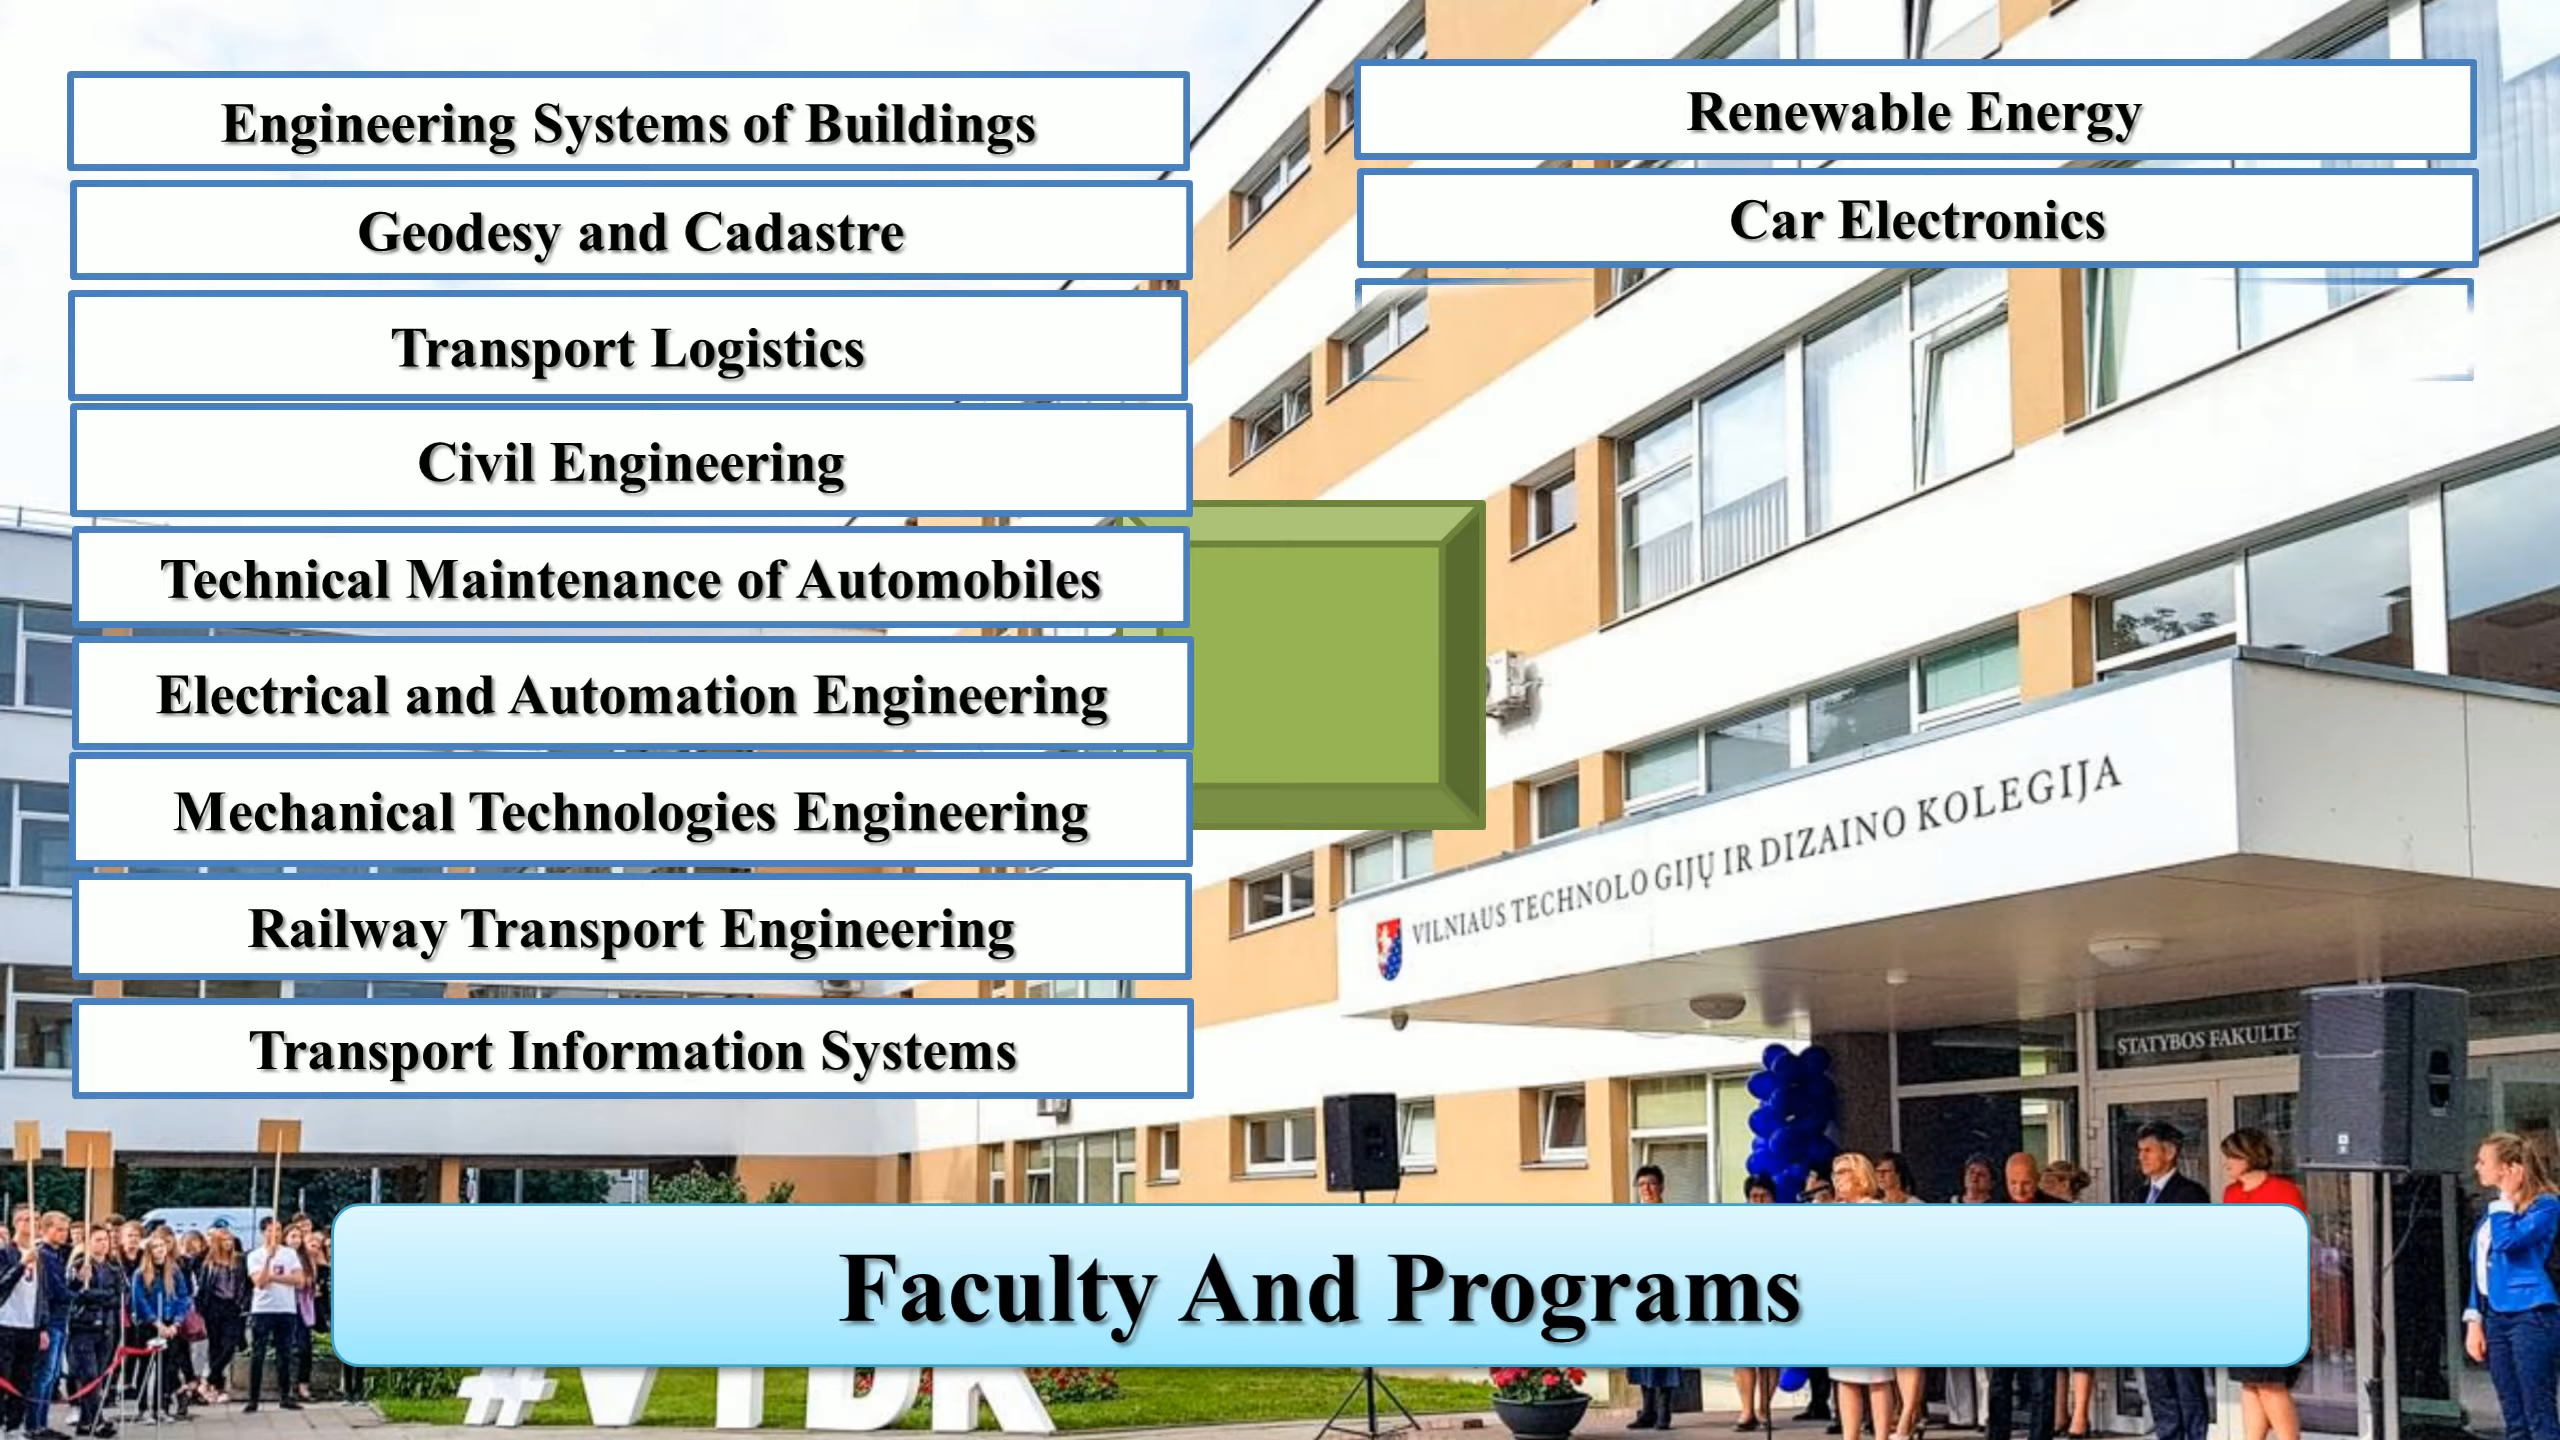 Engineering Systems of Buildings
Geodesy and Cadastre
Transport Logistics
Civil Engineering
Technical Maintenance of Automobiles
Electrical and Automation Engineering
Mechanical Technologies Engineering
Railway Transport Engineering
Transport Information Systems
Renewable Energy
Car Electronics
VILNIAUS TECHNOLOGIJŲ IR DIZAINO KOLEGIJA
STATYBOS FAKULTE
Faculty And Programs
#VTDK